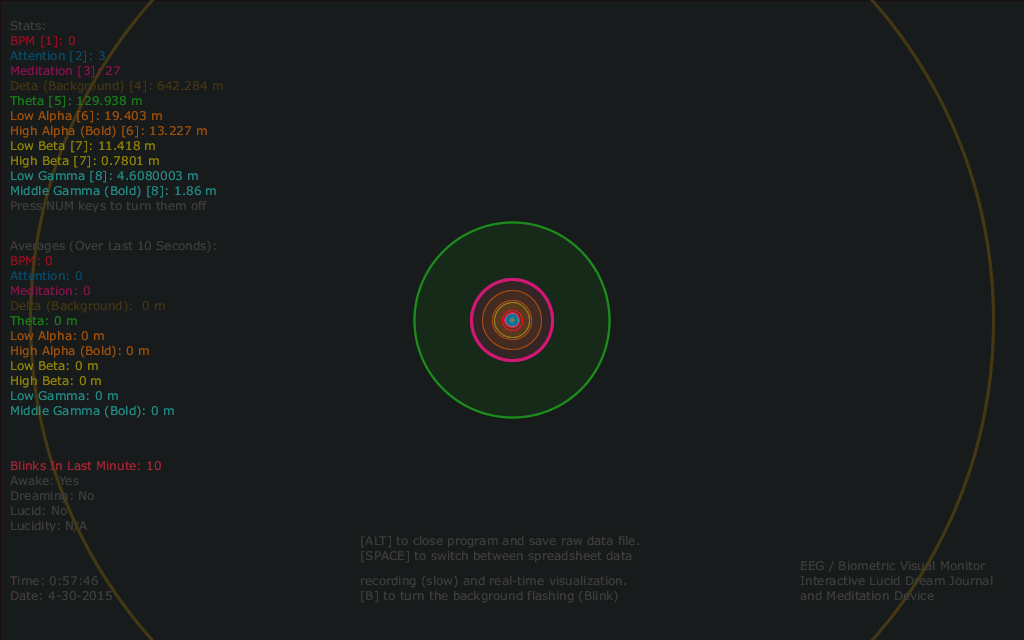 Stats:
BPM [1]: 0
Attention [2]: 3
Meditation [3]: 27
Deta (Background) [4]: 642.284 m
Theta [5]: 129.938 m
Low Alpha [6]: 19.403 m
High Alpha (Bold) [6]: 13.227 m
Low Beta [7]: 11.418 m
High Beta [7]: 0.7801 m
Low Gamma [8]: 4.6080003 m
Middle Gamma (Bold) [8]: 1.86 m
Press NUM keys to turn them off
Averages (Over Last 10 Seconds):
BPM: 0
Attention: 0
Meditation: 0
Delta (Background): 0 m
Theta: 0 m
Low Alpha: 0 m
High Alpha (Bold): 0 m
Low Beta: 0 m
High Beta: 0 m
Low Gamma: 0 m
Middle Gamma (Bold): 0 m
Blinks In Last Minute: 10
Awake: Yes
Dreaming: No
Lucid: No
Lucidity: N/A
Time: 0:57:46
Date: 4-30-2015
[ALT] to close program and save raw data file.
[SPACE] to switch between spreadsheet data
recording (slow) and real-time visualization.
[B] to turn the background flashing (Blink)
EEG / Biometric Visual Monitor
Interactive Lucid Dream Journal
and Meditation Device